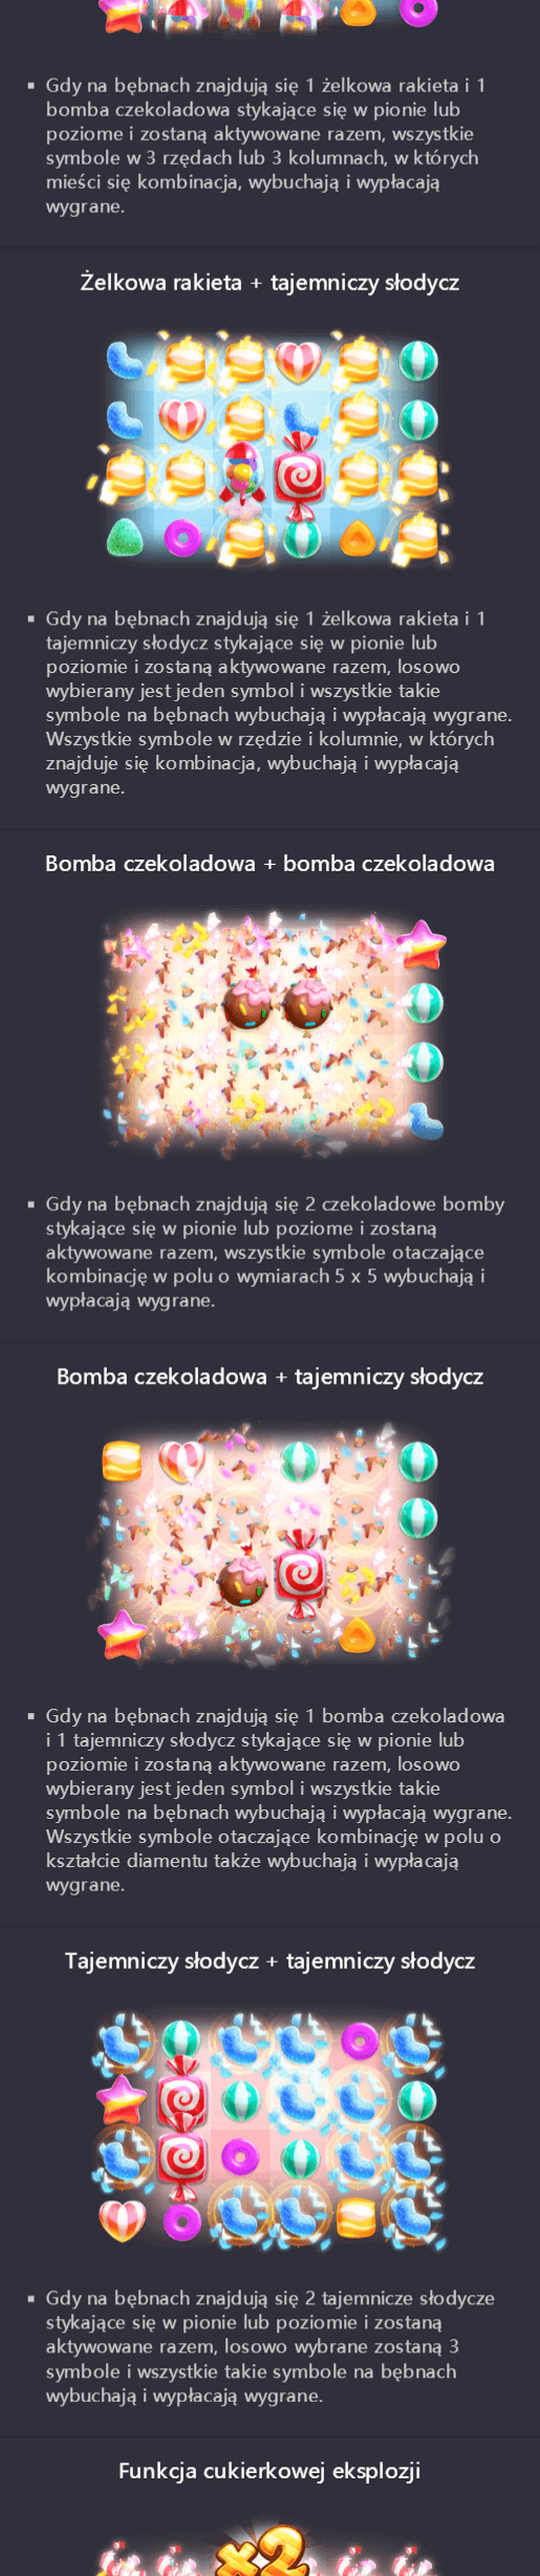 ▪ Gdy na bębnach znajdują się 1 żelkowa rakieta i 1
bomba czekoladowa stykające się w pionie lub
poziome i zostaną aktywowane razem, wszystkie
symbole w 3 rzędach lub 3 kolumnach, w których
mieści się kombinacja, wybuchają i wypłacają
wygrane.
Żelkowa rakieta + tajemniczy słodycz
▪ Gdy na bębnach znajdują się 1 żelkowa rakieta i 1
tajemniczy słodycz stykające się w pionie lub
poziomie i zostaną aktywowane razem, losowo
wybierany jest jeden symbol i wszystkie takie
symbole na bębnach wybuchają i wypłacają wygrane.
Wszystkie symbole w rzędzie i kolumnie, w których
znajduje się kombinacja, wybuchają i wypłacają
wygrane.
Bomba czekoladowa + bomba czekoladowa
▪ Gdy na bębnach znajdują się 2 czekoladowe bomby
stykające się w pionie lub poziome i zostaną
aktywowane razem, wszystkie symbole otaczające
kombinację w polu o wymiarach 5 x 5 wybuchają i
wypłacają wygrane.
Bomba czekoladowa + tajemniczy słodycz
▪ Gdy na bębnach znajdują się 1 bomba czekoladowa
i 1 tajemniczy słodycz stykające się w pionie lub
poziomie i zostaną aktywowane razem, losowo
wybierany jest jeden symbol i wszystkie takie
symbole na bębnach wybuchają i wypłacają wygrane.
Wszystkie symbole otaczające kombinację w polu o
kształcie diamentu także wybuchają i wypłacają
wygrane.
Tajemniczy słodycz + tajemniczy słodycz
▪ Gdy na bębnach znajdują się 2 tajemnicze słodycze
stykające się w pionie lub poziomie i zostaną
aktywowane razem, losowo wybrane zostaną 3
symbole i wszystkie takie symbole na bębnach
wybuchają i wypłacają wygrane.
Funkcja cukierkowej eksplozji
x2